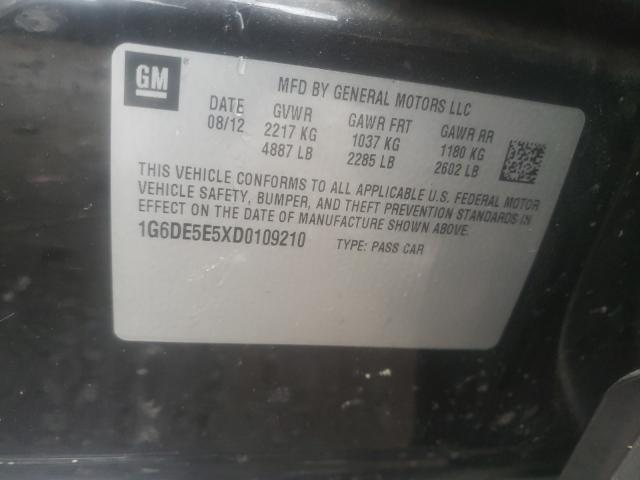 GM
MFD BY GENERAL MOTORS LLC
DATE GVWR GAWR FRT GAWR RR
08/12 2217 KG 1037 KG 1180 KG
4887 LB 2285 LB 2602 LB
THIS VEHICLE CONFORMS TO ALL APPLICABLE U.S. FEDERAL MOTOR
VEHICLE SAFETY, BUMPER, AND THEFT PREVENTION STANDARDS IN
EFFECT ON THE DATE OF MANUFACTURE SHOWN ABOVE.
1G6DE5E5XD0109210 TYPE: PASS CAR